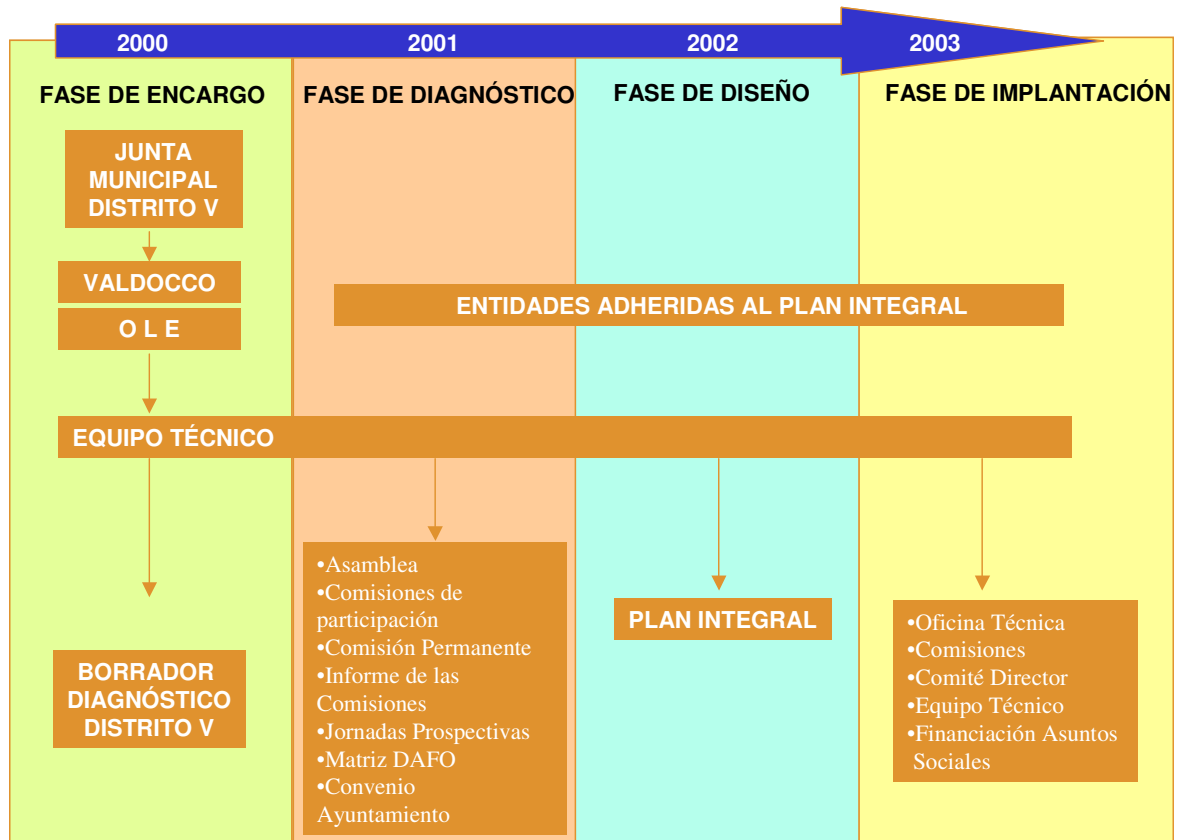 2000
2001
2002
2003
FASE DE ENCARGO
FASE DE DIAGNÓSTICO
FASE DE DISEÑO
FASE DE IMPLANTACIÓN
JUNTA
MUNICIPAL
DISTRITO V
VALDOCCO
O L E
ENTIDADES ADHERIDAS AL PLAN INTEGRAL
EQUIPO TÉCNICO
BORRADOR
DIAGNÓSTICO
DISTRITO V
•Asamblea
•Comisiones de
participación
•Comisión Permanente
•Informe de las
Comisiones
•Jornadas Prospectivas
•Matriz DAFO
•Convenio
Ayuntamiento
PLAN INTEGRAL
•Oficina Técnica
•Comisiones
•Comité Director
•Equipo Técnico
•Financiación Asuntos
Sociales